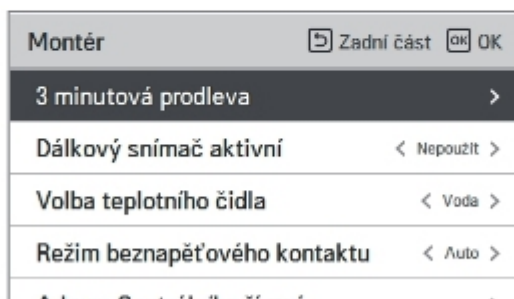 Montér Zadní část OK OK
3 minutová prodleva >
Dálkový snímač aktivní < Nepoužít >
Volba teplotního čidla < Voda >
Režim beznapěťového kontaktu < Auto >